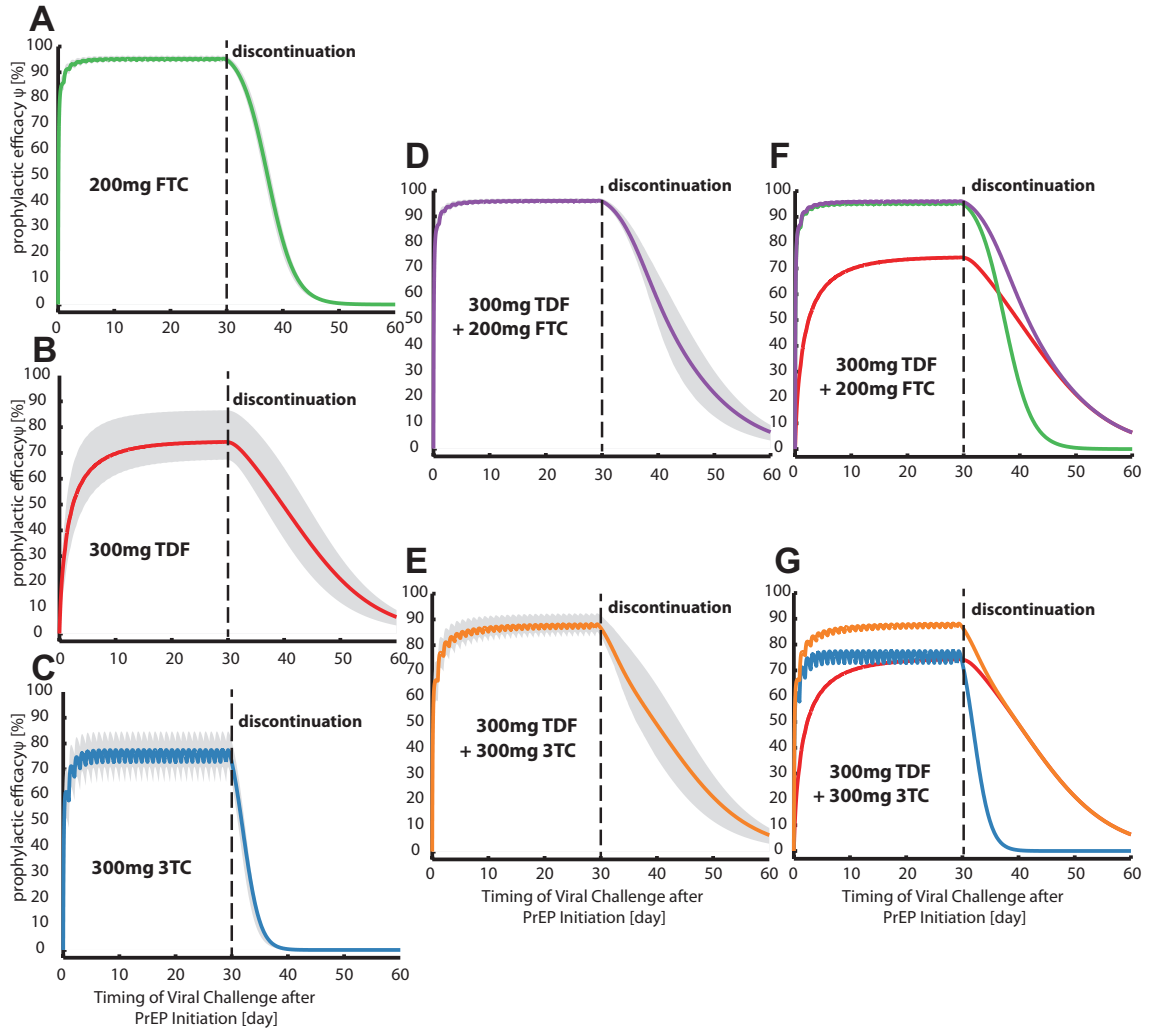 A
100
90
80
70
60
50
40
30
20
10
0
prophylactic efficacy ψ [%]
discontinuation
200mg FTC
0 10 20 30 40 50 60
B
100
90
80
70
60
50
40
30
20
10
0
prophylactic efficacyψ [%]
discontinuation
300mg TDF
0 10 20 30 40 50 60
C
100
90
80
70
60
50
40
30
20
10
0
prophylactic efficacyψ [%]
discontinuation
300mg 3TC
0 10 20 30 40 50 60
Timing of Viral Challenge after
PrEP Initiation [day]
D
100
90
80
70
60
50
40
30
20
10
0
discontinuation
300mg TDF
+ 200mg FTC
0 10 20 30 40 50 60
E
100
90
80
70
60
50
40
30
20
10
0
discontinuation
300mg TDF
+ 300mg 3TC
0 10 20 30 40 50 60
Timing of Viral Challenge after
PrEP Initiation [day]
F
100
90
80
70
60
50
40
30
20
10
0
discontinuation
300mg TDF
+ 200mg FTC
0 10 20 30 40 50 60
G
100
90
80
70
60
50
40
30
20
10
0
discontinuation
300mg TDF
+ 300mg 3TC
0 10 20 30 40 50 60
Timing of Viral Challenge after
PrEP Initiation [day]